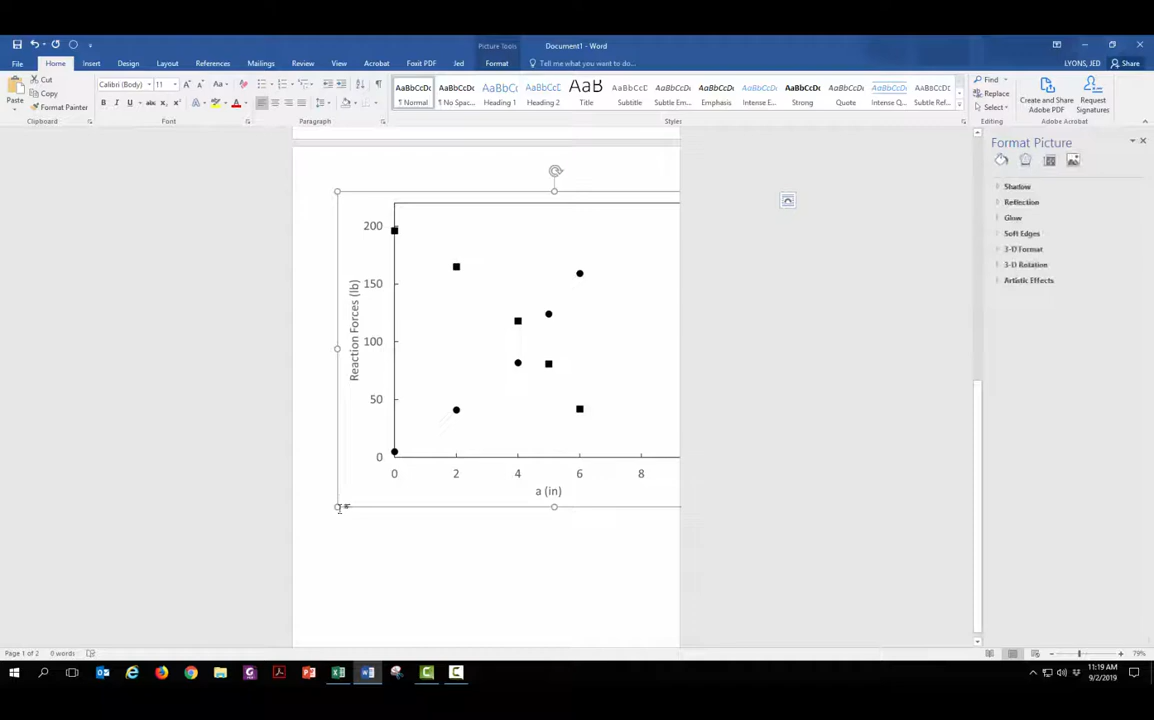 Picture Tools
Document1 - Word
File Home Insert Design Layout References Mailings Review View Acrobat Foxit PDF Jed Format Tell me what you want to do...
LYONS, JED Share
Paste
Cut
Copy
Format Painter
Clipboard
Calibri (Body) 11
Font
Paragraph
AaBbCcDc AaBbCcDc AaBbC AaBbCc AaB AaBbCcD AaBbCcDc AaBbCcDc AaBbCcDc AaBbCcDc AaBbCcDc AaBbCcDc AaBbCcDc
¶ Normal ¶ No Spac... Heading 1 Heading 2 Title Subtitle Subtle Em... Emphasis Intense E... Strong Quote Intense Q... Subtle Ref...
Styles
Find
Replace
Select
Editing
Create and Share Adobe PDF
Request Signatures
Adobe Acrobat
Format Picture
Shadow
Reflection
Glow
Soft Edges
3-D Format
3-D Rotation
Artistic Effects
Reaction Forces (lb)
200
150
100
50
0
0 2 4 6 8
a (in)
Page 1 of 2 0 words
79%
11:19 AM
9/2/2019